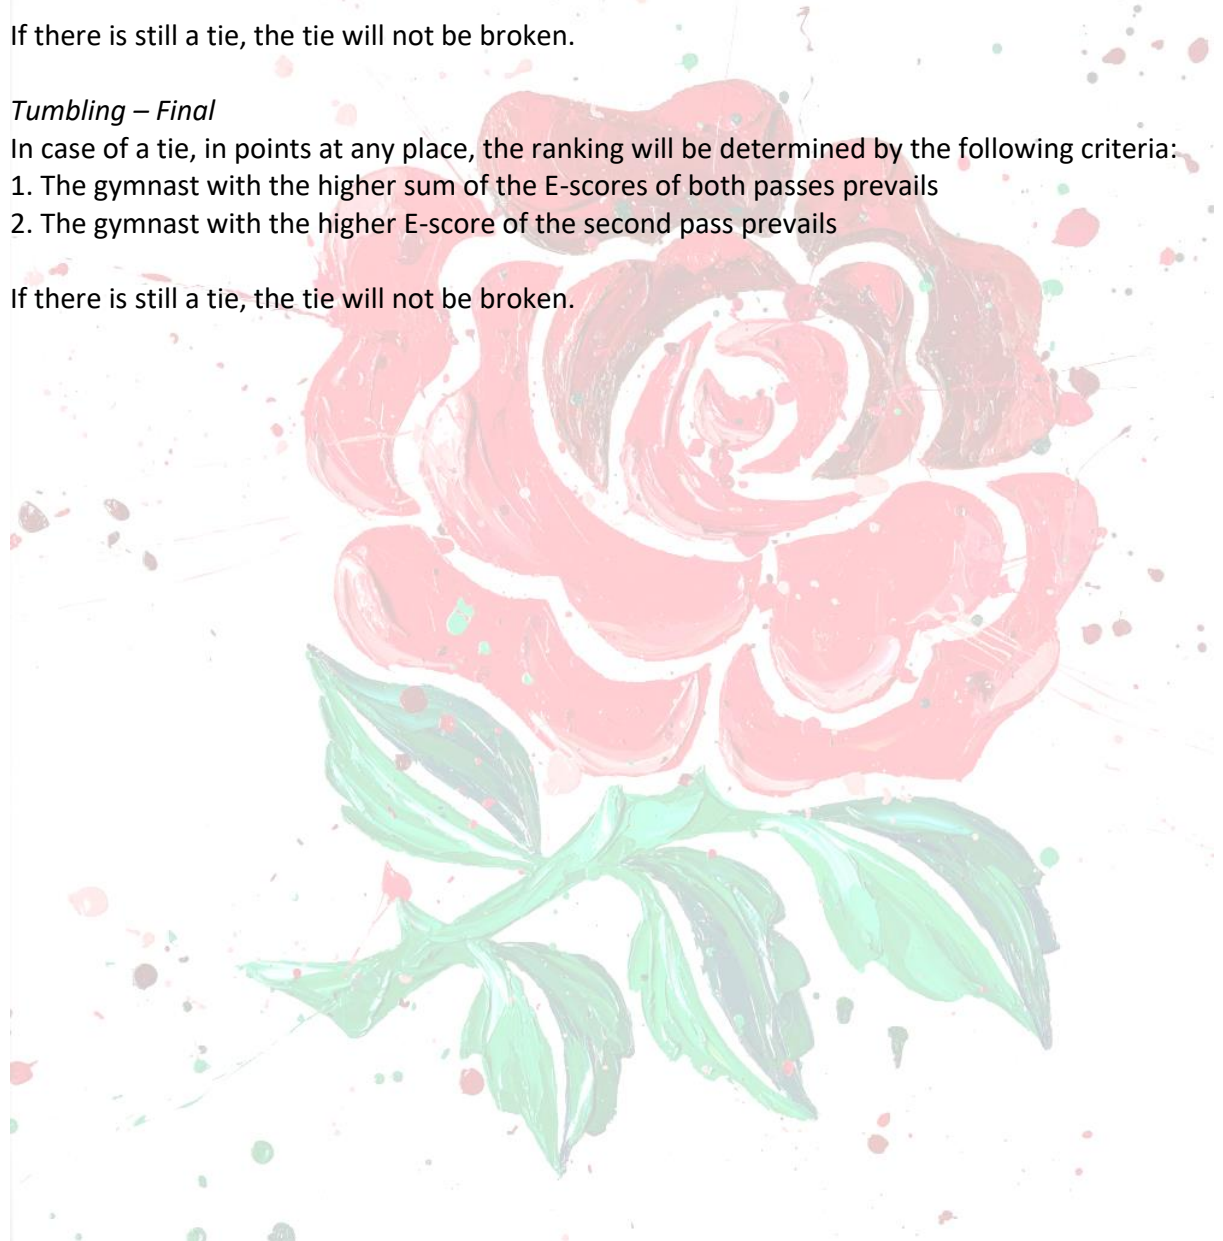 If there is still a tie, the tie will not be broken.
Tumbling – Final
In case of a tie, in points at any place, the ranking will be determined by the following criteria:
1. The gymnast with the higher sum of the E-scores of both passes prevails
2. The gymnast with the higher E-score of the second pass prevails
If there is still a tie, the tie will not be broken.